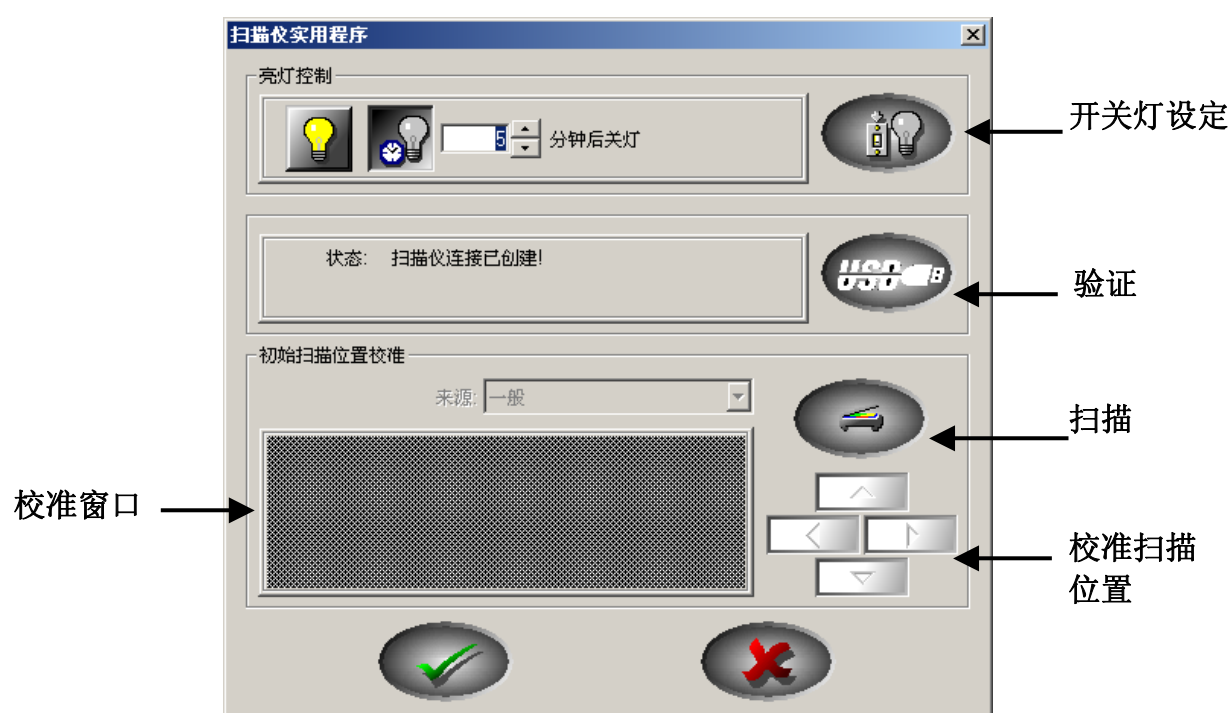 扫描仪实用程序
亮灯控制
5 分钟后关灯
开关灯设定
状态: 扫描仪连接已创建!
USB
验证
初始扫描位置校准
来源: 一般
扫描
校准窗口
校准扫描
位置